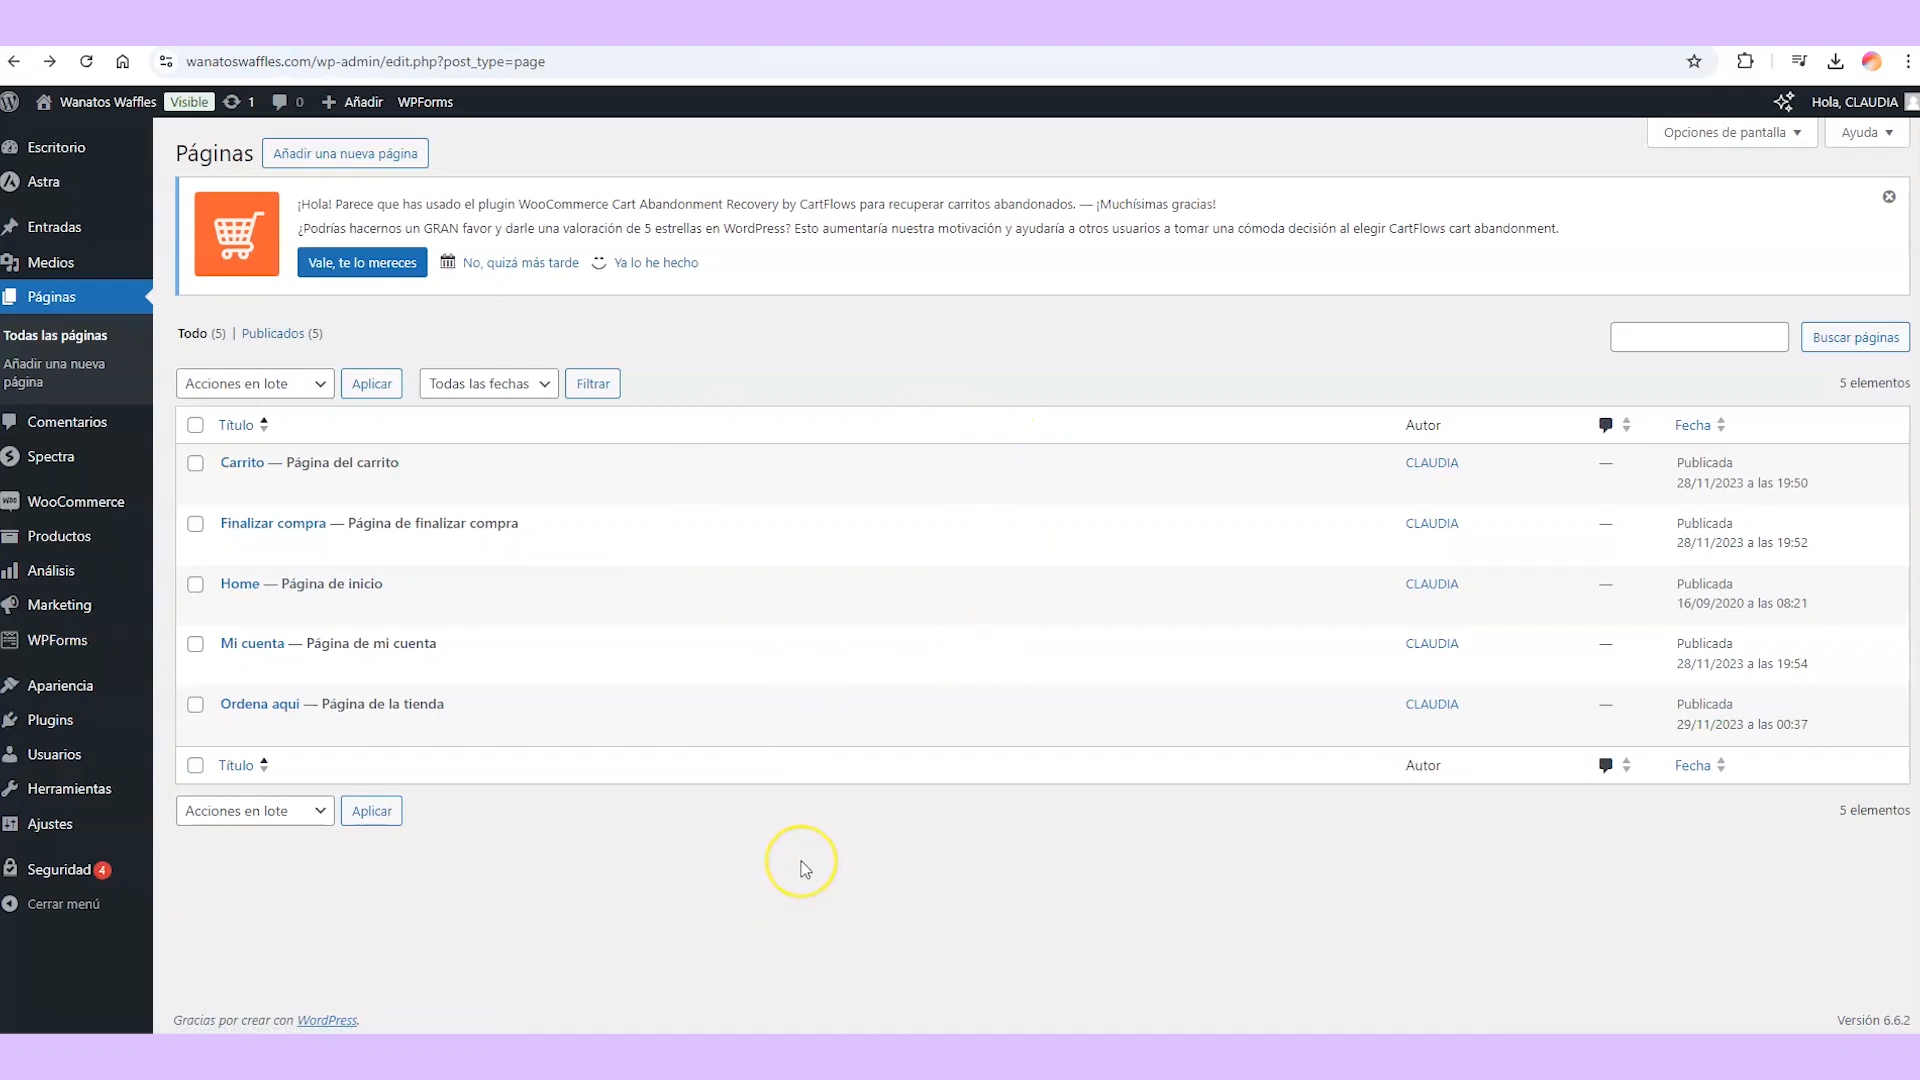 wanatoswaffles.com/wp-admin/edit.php?post_type=page
Wanatos Waffles Visible 1 0 Añadir WPForms
Hola, CLAUDIA
Escritorio
Astra
Entradas
Medios
Páginas
Todas las páginas
Añadir una nueva
página
Comentarios
Spectra
WooCommerce
Productos
Análisis
Marketing
WPForms
Apariencia
Plugins
Usuarios
Herramientas
Ajustes
Seguridad 4
Cerrar menú
Opciones de pantalla Ayuda
Páginas Añadir una nueva página
¡Hola! Parece que has usado el plugin WooCommerce Cart Abandonment Recovery by CartFlows para recuperar carritos abandonados. — ¡Muchísimas gracias!
¿Podrías hacernos un GRAN favor y darle una valoración de 5 estrellas en WordPress? Esto aumentaría nuestra motivación y ayudaría a otros usuarios a tomar una cómoda decisión al elegir CartFlows cart abandonment.
Vale, te lo mereces No, quizá más tarde Ya lo he hecho
Todo (5) | Publicados (5)
Buscar páginas
Acciones en lote Aplicar Todas las fechas Filtrar 5 elementos
Título Autor Fecha
Carrito — Página del carrito CLAUDIA — Publicada
28/11/2023 a las 19:50
Finalizar compra — Página de finalizar compra CLAUDIA — Publicada
28/11/2023 a las 19:52
Home — Página de inicio CLAUDIA — Publicada
16/09/2020 a las 08:21
Mi cuenta — Página de mi cuenta CLAUDIA — Publicada
28/11/2023 a las 19:54
Ordena aqui — Página de la tienda CLAUDIA — Publicada
29/11/2023 a las 00:37
Título Autor Fecha
Acciones en lote Aplicar 5 elementos
Gracias por crear con WordPress. Versión 6.6.2